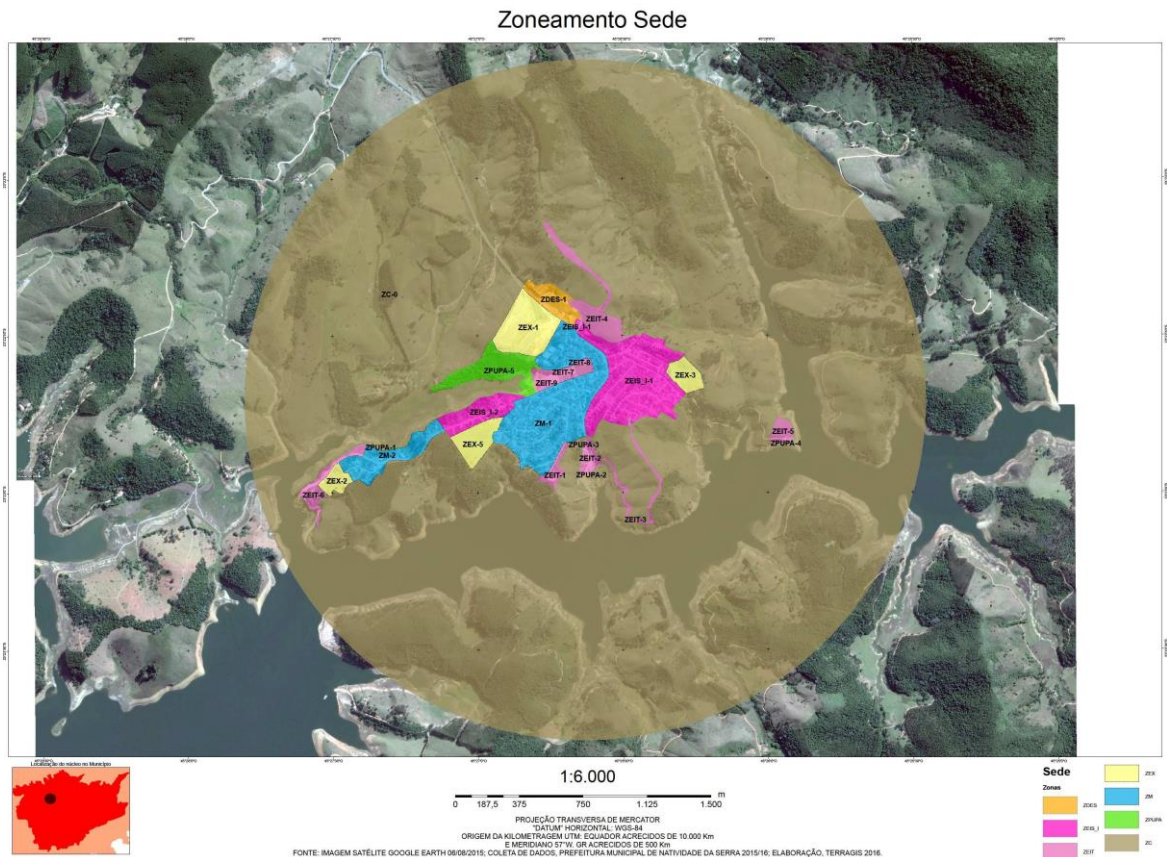 Zoneamento Sede
ZC-6
ZDES-1
ZEIT-4
ZEX-1
ZEIS_I-1
ZEIT-8
ZPUPA-5
ZEIT-7
ZEIT-9
ZEIS_I-1
ZEX-3
ZEIS_I-2
ZM-1
ZEIT-5
ZPUPA-4
ZPUPA-1
ZM-2
ZEX-5
ZPUPA-3
ZEIT-2
ZEX-2
ZEIT-1
ZPUPA-2
ZEIT-6
ZEIT-3
Localização do núcleo no Município
1:6.000
0 187,5 375 750 1.125 1.500 m
PROJEÇÃO TRANSVERSA DE MERCATOR
"DATUM" HORIZONTAL: WGS-84
ORIGEM DA KILOMETRAGEM UTM: EQUADOR ACRECIDOS DE 10.000 Km
E MERIDIANO 57°W. GR ACRECIDOS DE 500 Km
FONTE: IMAGEM SATÉLITE GOOGLE EARTH 06/08/2015; COLETA DE DADOS, PREFEITURA MUNICIPAL DE NATIVIDADE DA SERRA 2015/16; ELABORAÇÃO, TERRAGIS 2016.
Sede
Zonas
ZDES
ZEIS_I
ZEIT
ZEX
ZM
ZPUPA
ZC